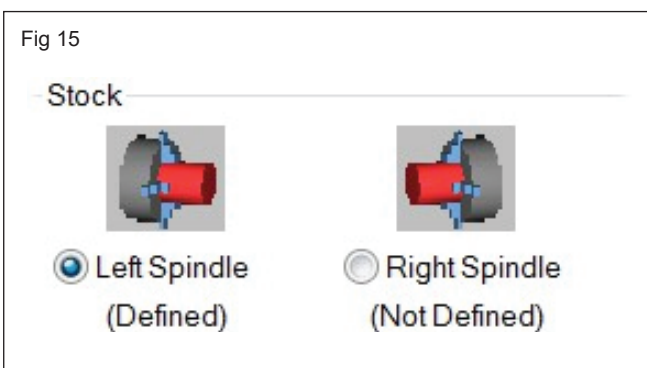 Fig 15
Stock
Left Spindle
(Defined)
Right Spindle
(Not Defined)